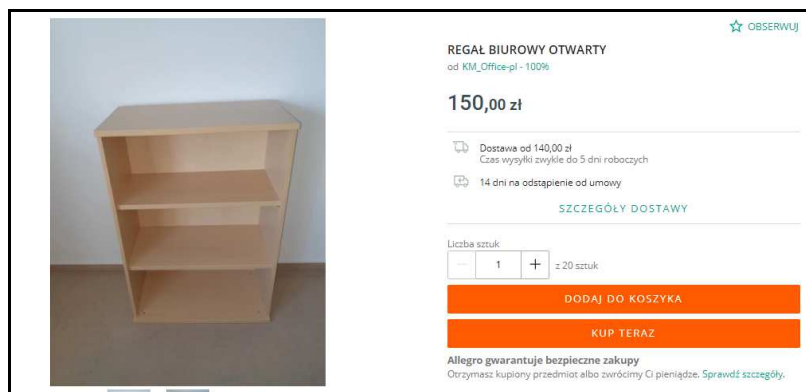 OBSERWUJ
REGAŁ BIUROWY OTWARTY
od KM_Office-pl - 100%
150,00 zł
Dostawa od 140,00 zł
Czas wysyłki zwykle do 5 dni roboczych
14 dni na odstąpienie od umowy
SZCZEGÓŁY DOSTAWY
Liczba sztuk
1 + z 20 sztuk
DODAJ DO KOSZYKA
KUP TERAZ
Allegro gwarantuje bezpieczne zakupy
Otrzymasz kupiony przedmiot albo zwrócimy Ci pieniądze. Sprawdź szczegóły.